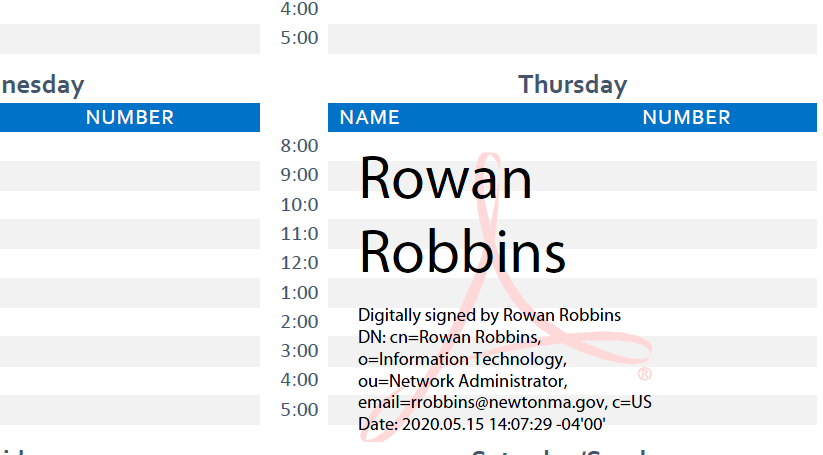 4:00
5:00
nesday
Thursday
NUMBER
NAME NUMBER
8:00
9:00
10:0
11:0
12:0
1:00
2:00
3:00
4:00
5:00
Rowan
Robbins
Digitally signed by Rowan Robbins
DN: cn=Rowan Robbins,
o=Information Technology,
ou=Network Administrator,
email=rrobbins@newtonma.gov, c=US
Date: 2020.05.15 14:07:29 -04'00'
®